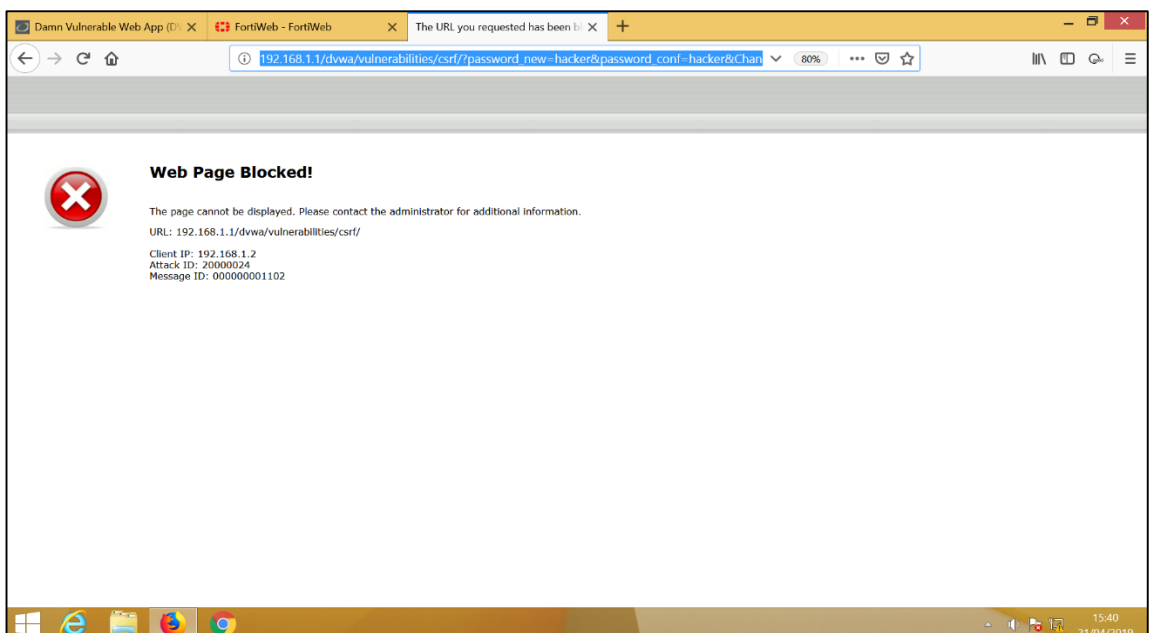 Damn Vulnerable Web App (DV
FortiWeb - FortiWeb
The URL you requested has been bl
192.168.1.1/dvwa/vulnerabilities/csrf/?password_new=hacker&password_conf=hacker&Chan
80%
Web Page Blocked!
The page cannot be displayed. Please contact the administrator for additional information.
URL: 192.168.1.1/dvwa/vulnerabilities/csrf/
Client IP: 192.168.1.2
Attack ID: 20000024
Message ID: 000000001102
15:40
21/04/2019